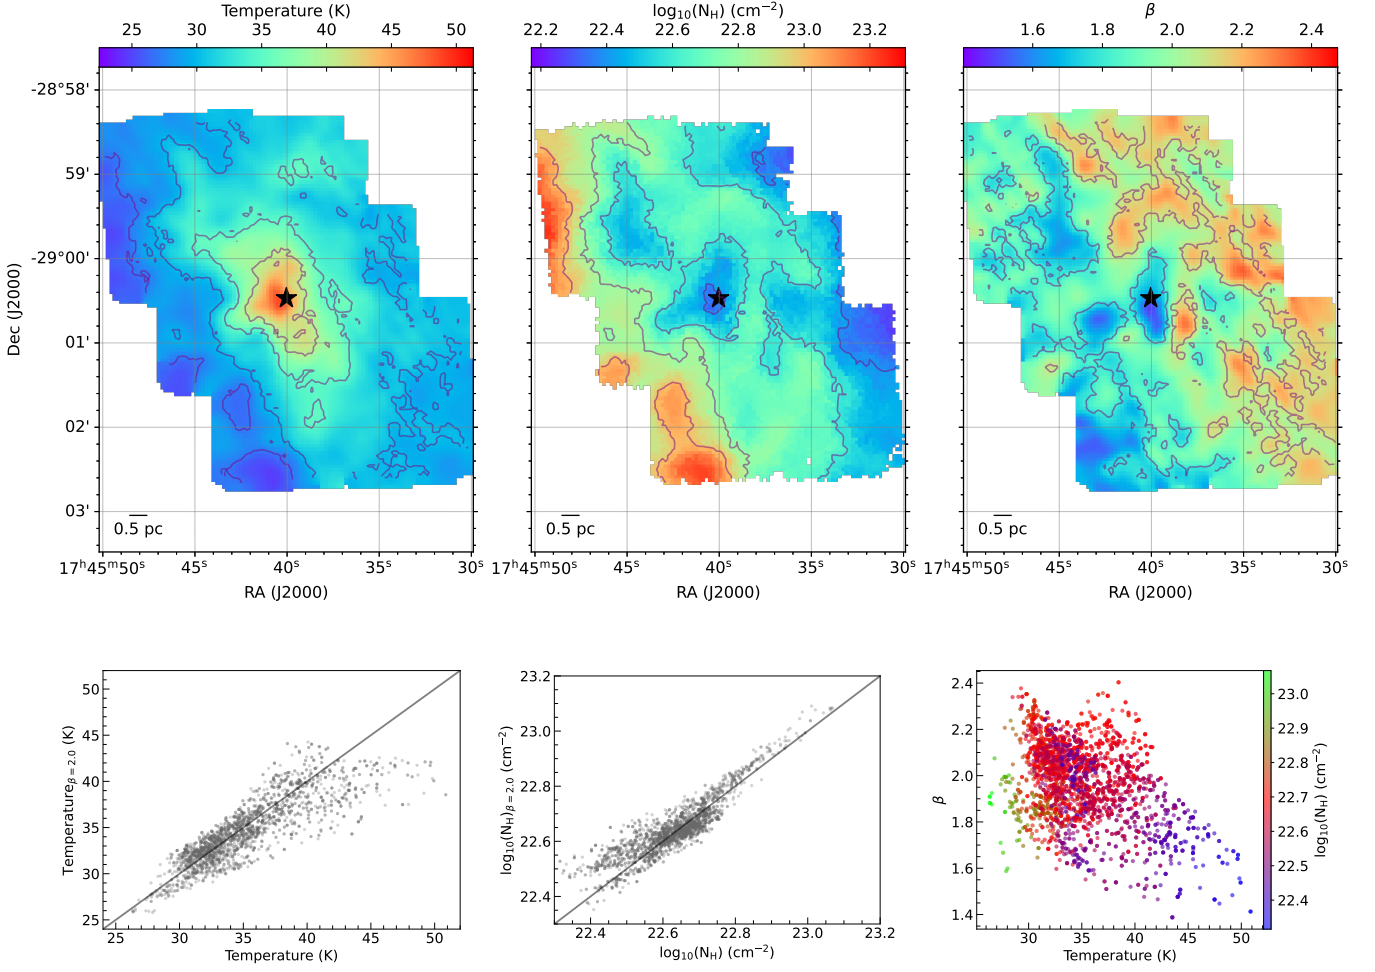 Temperature (K)
25 30 35 40 45 50
log₁₀(N_H) (cm⁻²)
22.2 22.4 22.6 22.8 23.0 23.2
β
1.6 1.8 2.0 2.2 2.4
-28°58'
59'
-29°00'
01'
02'
03'
Dec (J2000)
0.5 pc
0.5 pc
0.5 pc
17ʰ45ᵐ50ˢ 45ˢ 40ˢ 35ˢ 30ˢ
RA (J2000)
17ʰ45ᵐ50ˢ 45ˢ 40ˢ 35ˢ 30ˢ
RA (J2000)
17ʰ45ᵐ50ˢ 45ˢ 40ˢ 35ˢ 30ˢ
RA (J2000)
Temperature_β=2.0 (K)
50
45
40
35
30
25
25 30 35 40 45 50
Temperature (K)
log₁₀(N_H)_β=2.0 (cm⁻²)
23.2
23.0
22.8
22.6
22.4
22.4 22.6 22.8 23.0 23.2
log₁₀(N_H) (cm⁻²)
β
2.4
2.2
2.0
1.8
1.6
1.4
30 35 40 45 50
Temperature (K)
23.0
22.9
22.8
22.7
22.6
22.5
22.4
log₁₀(N_H) (cm⁻²)